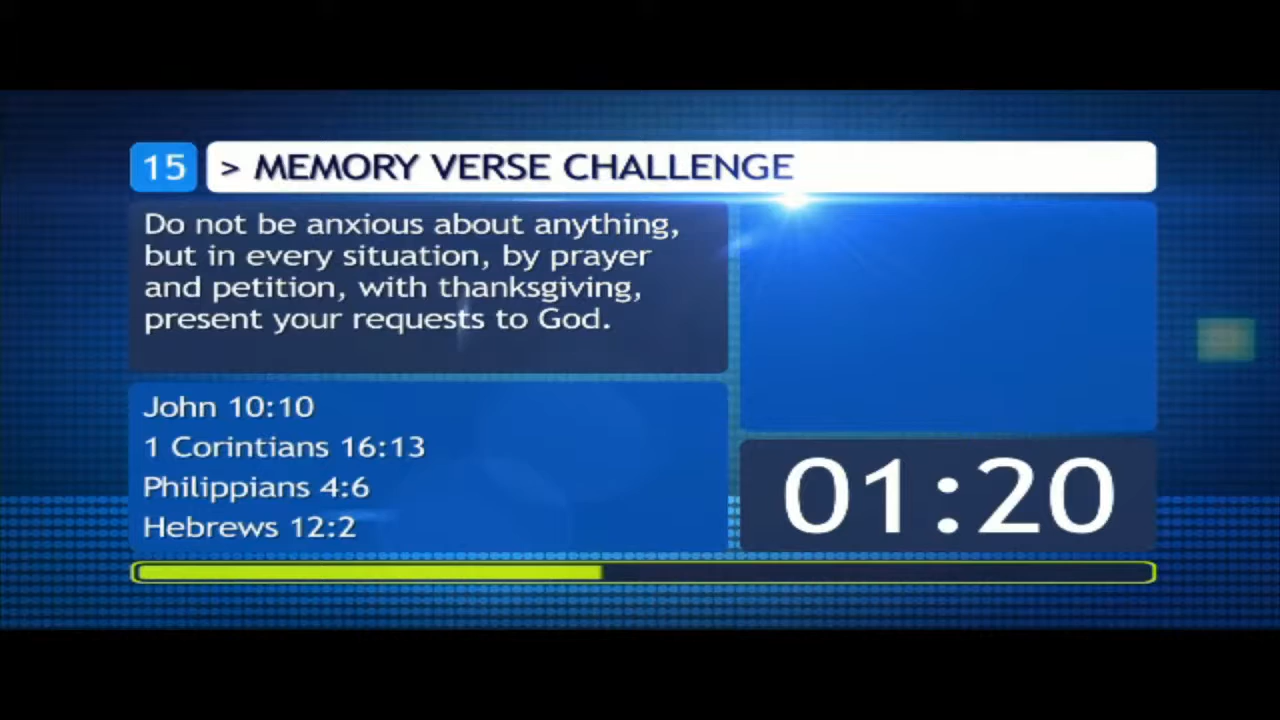 15 > MEMORY VERSE CHALLENGE
Do not be anxious about anything,
but in every situation, by prayer
and petition, with thanksgiving,
present your requests to God.
John 10:10
1 Corintians 16:13
Philippians 4:6
Hebrews 12:2
01:20